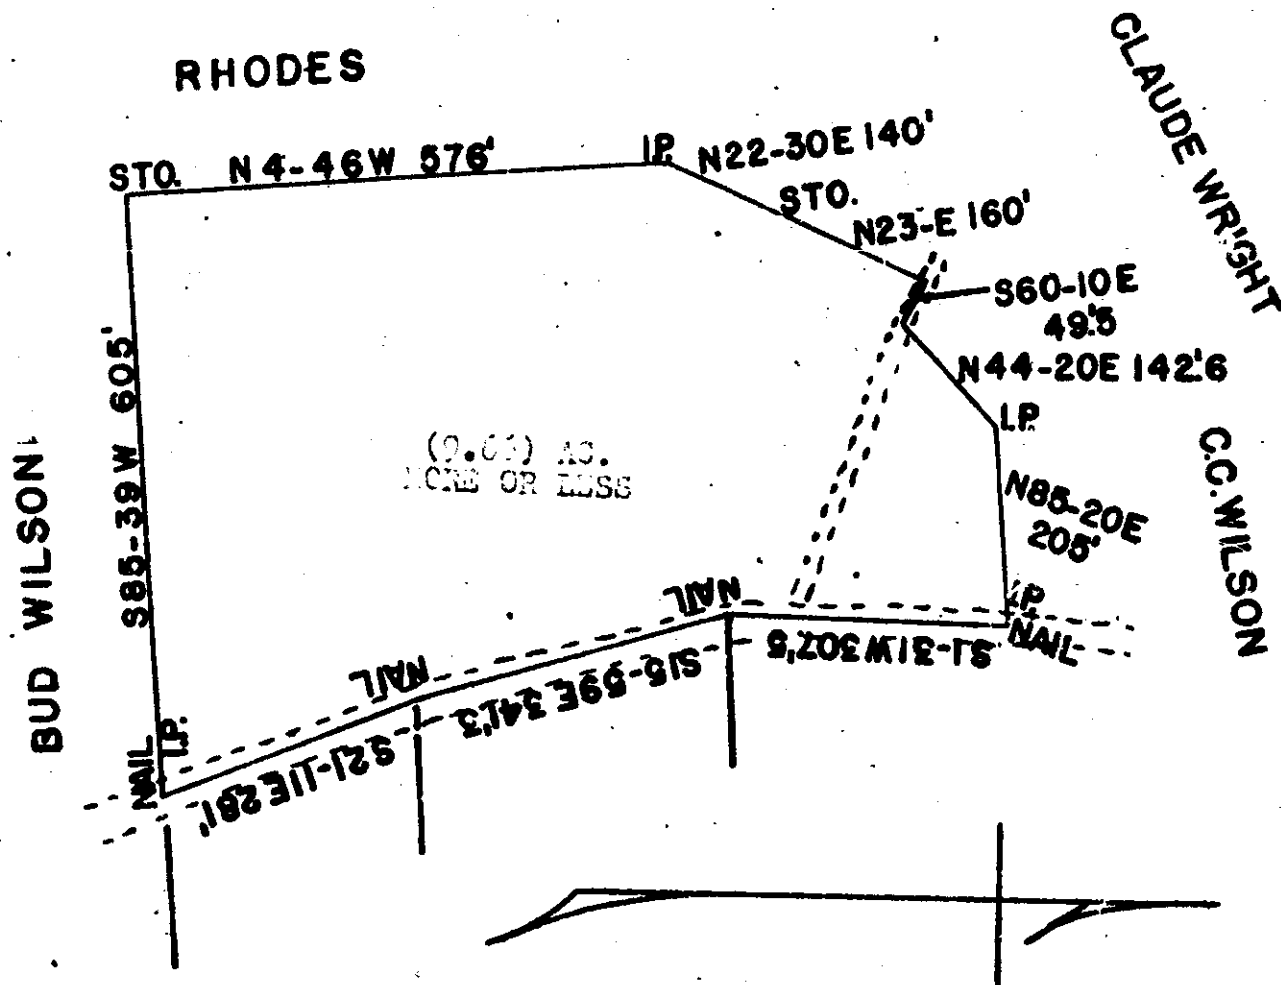 RHODES
CLAUDE WRIGHT
STO.
N 4-46W 576'
I.P.
N22-30E 140'
STO.
N23-E 160'
S60-10E
49.'5
N44-20E 142.'6
I.P.
C.C. WILSON
N85-20E
205'
I.P.
NAIL
S1-31W 307.'5
NAIL
S15-59E 341.'3
NAIL
S21-11E 281'
NAIL
I.P.
S85-39W 605'
BUD WILSON
AC.
MORE OR LESS